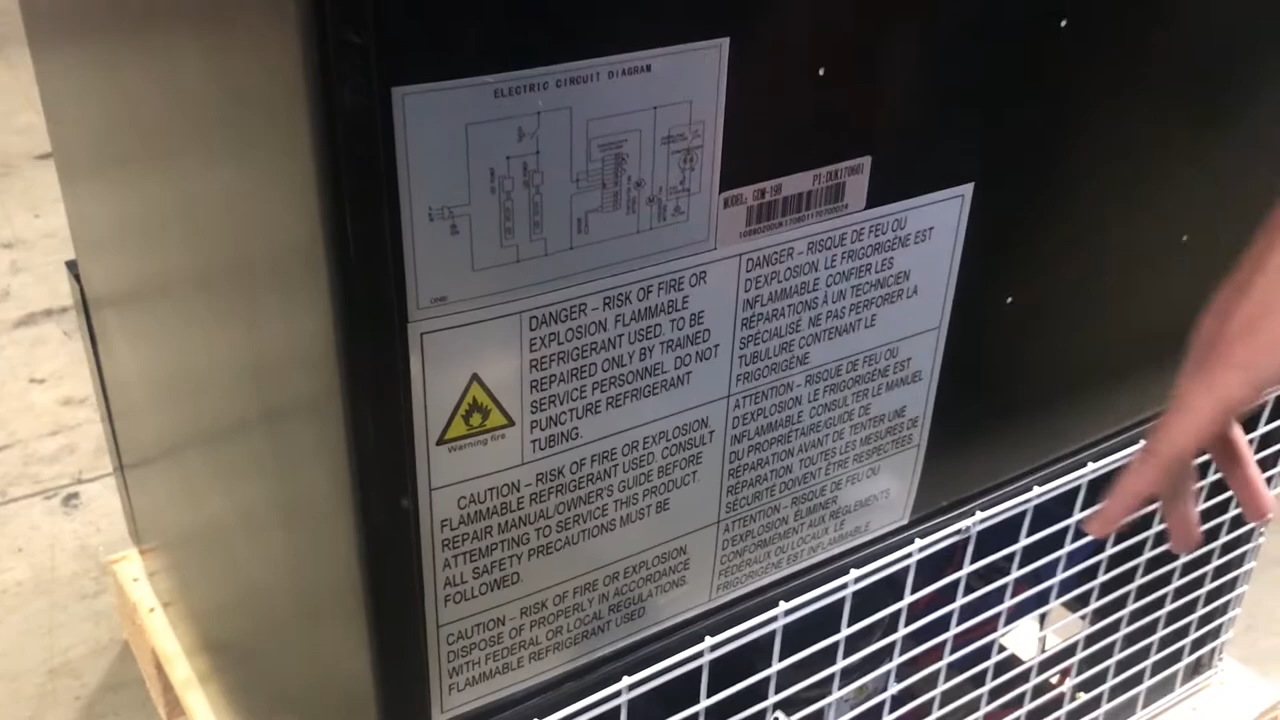 ELECTRIC CIRCUIT DIAGRAM
MODEL: GDM-19B
P1:DUK170601
DANGER – RISK OF FIRE OR
EXPLOSION. FLAMMABLE
REFRIGERANT USED. TO BE
REPAIRED ONLY BY TRAINED
SERVICE PERSONNEL. DO NOT
PUNCTURE REFRIGERANT
TUBING.
Warning fire
CAUTION – RISK OF FIRE OR EXPLOSION.
FLAMMABLE REFRIGERANT USED. CONSULT
REPAIR MANUAL/OWNER'S GUIDE BEFORE
ATTEMPTING TO SERVICE THIS PRODUCT.
ALL SAFETY PRECAUTIONS MUST BE
FOLLOWED.
CAUTION – RISK OF FIRE OR EXPLOSION.
DISPOSE OF PROPERLY IN ACCORDANCE
WITH FEDERAL OR LOCAL REGULATIONS.
FLAMMABLE REFRIGERANT USED.
DANGER – RISQUE DE FEU OU
D'EXPLOSION. LE FRIGORIGÈNE EST
INFLAMMABLE. CONFIER LES
RÉPARATIONS À UN TECHNICIEN
SPÉCIALISÉ. NE PAS PERFORER LA
TUBULURE CONTENANT LE
FRIGORIGÈNE.
ATTENTION – RISQUE DE FEU OU
D'EXPLOSION. LE FRIGORIGÈNE EST
INFLAMMABLE. CONSULTER LE MANUEL
DU PROPRIÉTAIRE/GUIDE DE
RÉPARATION AVANT DE TENTER UNE
RÉPARATION. TOUTES LES MESURES DE
SÉCURITÉ DOIVENT ÊTRE RESPECTÉES.
ATTENTION – RISQUE DE FEU OU
D'EXPLOSION. ÉLIMINER
CONFORMÉMENT AUX RÈGLEMENTS
FÉDÉRAUX OU LOCAUX. LE
FRIGORIGÈNE EST INFLAMMABLE.